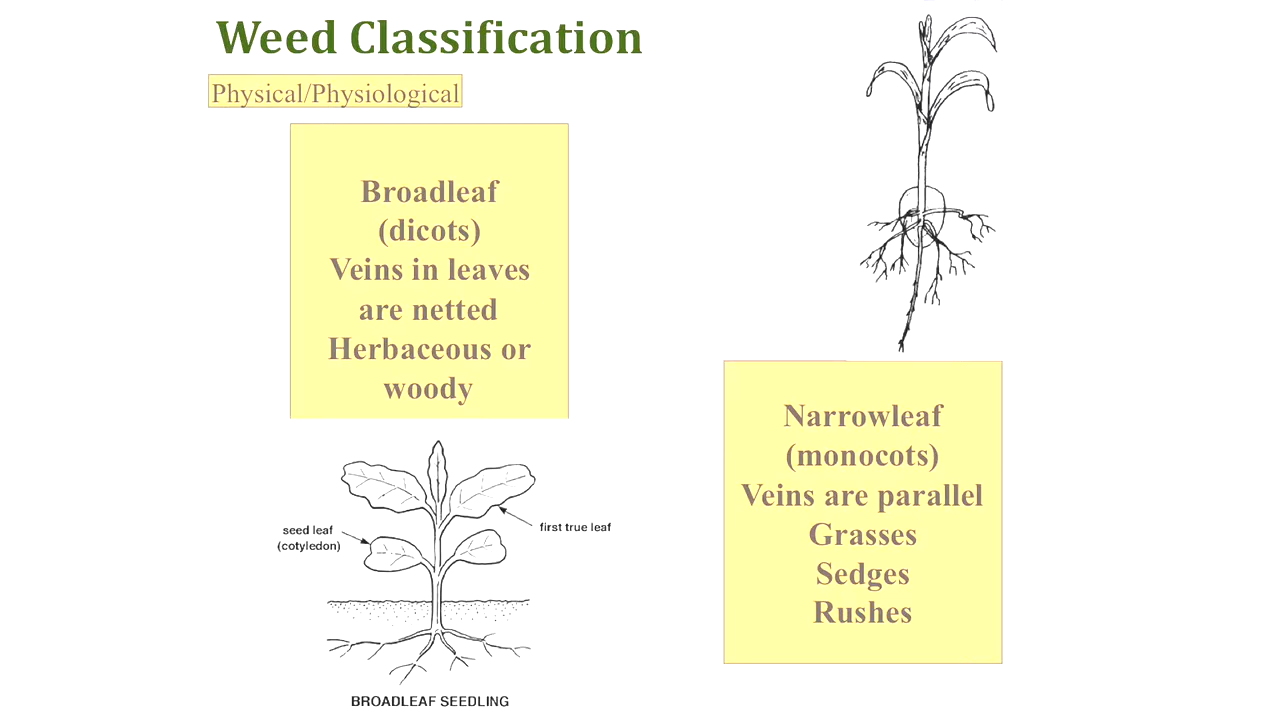 Weed Classification
Physical/Physiological
Broadleaf
(dicots)
Veins in leaves
are netted
Herbaceous or
woody
seed leaf
(cotyledon)
first true leaf
BROADLEAF SEEDLING
Narrowleaf
(monocots)
Veins are parallel
Grasses
Sedges
Rushes